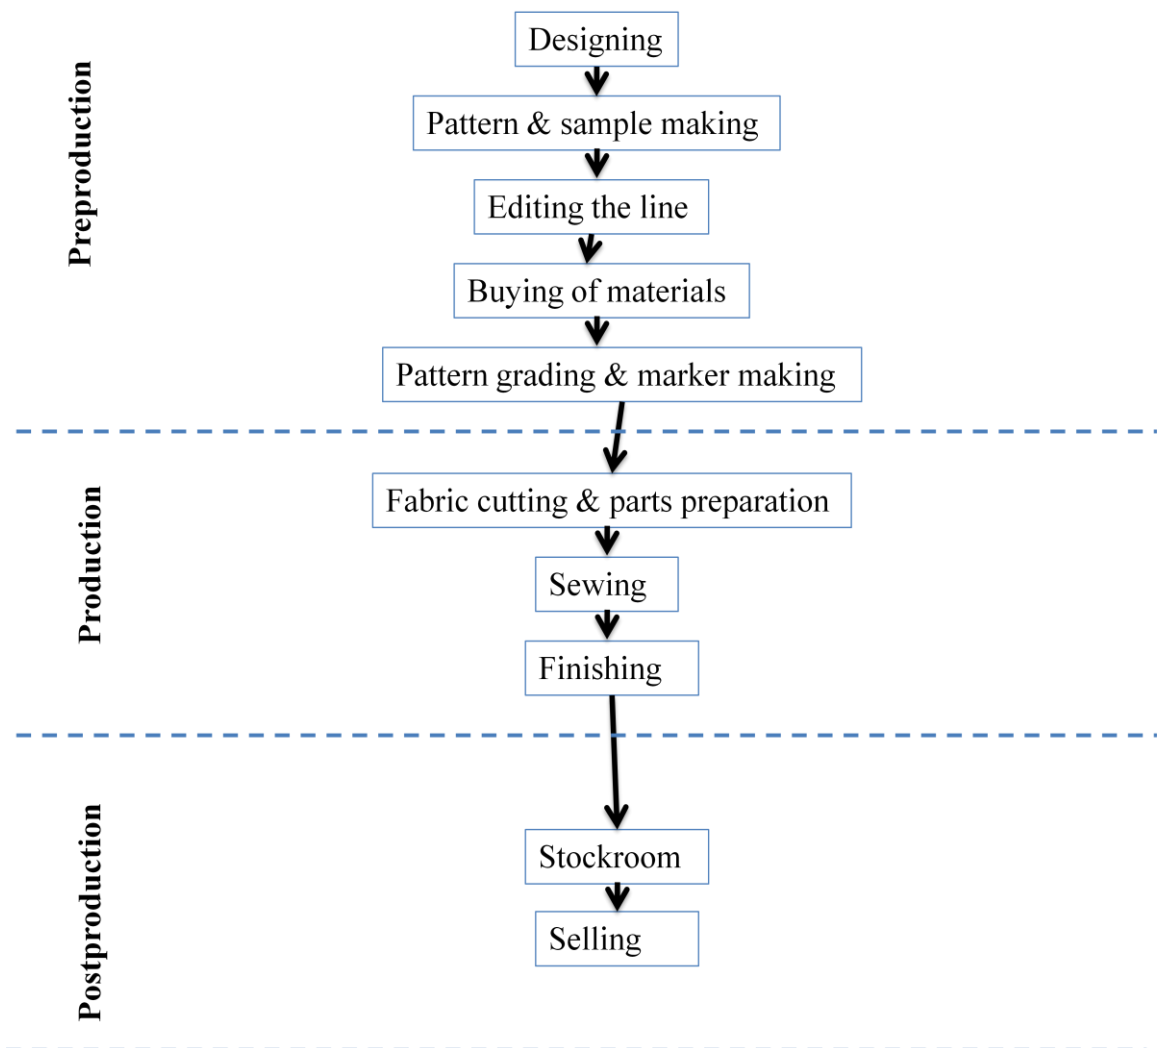 Preproduction
Designing
Pattern & sample making
Editing the line
Buying of materials
Pattern grading & marker making
Production
Fabric cutting & parts preparation
Sewing
Finishing
Postproduction
Stockroom
Selling